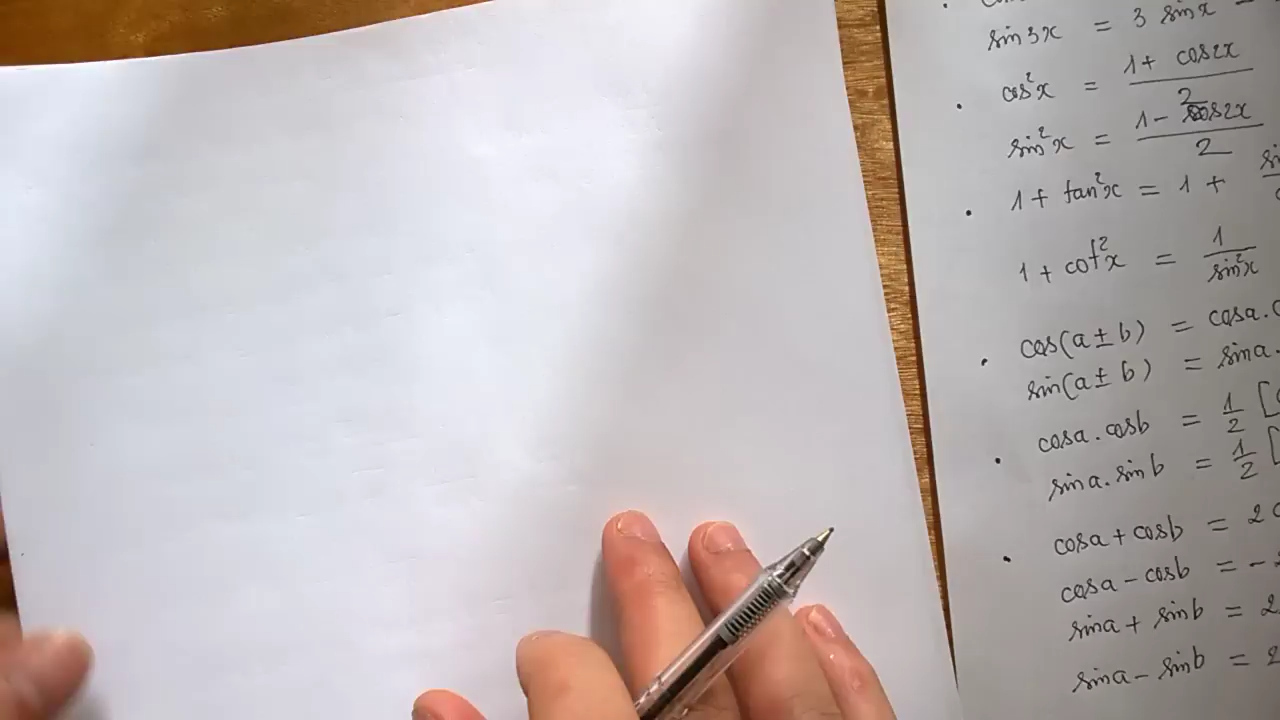 sin3x = 3 sinx -
• cos²x = 1 + cos2x / 2
sin²x = 1 - cos2x / 2
• 1 + tan²x = 1 +
1 + cot²x = 1 / sin²x
• cos(a ± b) = cosa.
sin(a ± b) = sina.
• cosa.cosb = 1/2 [
sina.sinb = 1/2 [
• cosa + cosb = 2
cosa - cosb = -
sina + sinb = 2
sina - sinb = 2